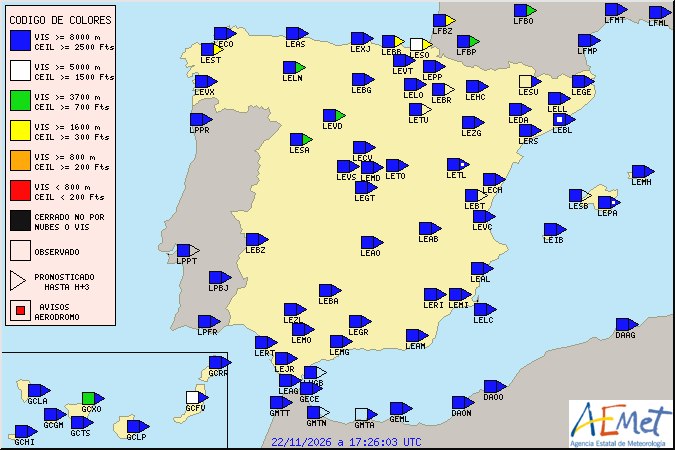 CODIGO DE COLORES
VIS >= 8000 m
CEIL >= 2500 Fts
VIS >= 5000 m
CEIL >= 1500 Fts
VIS >= 3700 m
CEIL >= 700 Fts
VIS >= 1600 m
CEIL >= 300 Fts
VIS >= 800 m
CEIL >= 200 Fts
VIS < 800 m
CEIL < 200 Fts
CERRADO NO POR
NUBES O VIS
OBSERVADO
PRONOSTICADO
HASTA H+3
AVISOS
AERODROMO
LFBO
LFMT
LFML
LFBZ
LECO
LEAS
LEXJ
LEBB
LESO
LFBP
LFMP
LEST
LEVT
LEPP
LELN
LEVX
LEBG
LELO
LEBR
LEHC
LESU
LEGE
LELL
LETU
LEDA
LPPR
LEVD
LEZG
LERS
LEBL
LESA
LECV
LEVS
LEMD
LETO
LETL
LEMH
LEGT
LECH
LEBT
LESB
LEPA
LEVC
LEAB
LEIB
LEBZ
LEAO
LPPT
LEAL
LPBJ
LEBA
LERI
LEMI
LEZL
LELC
LPFR
LEMO
LEGR
DAAG
LERT
LEMG
LEAM
LEJR
GCRR
LEAG
LXGB
GECE
DAOO
GCLA
GCXO
GCFV
GMTT
DAON
GCGM
GMTN
GMTA
GEML
GCTS
GCLP
GCHI
22/11/2026 a 17:26:03 UTC
AEMet
Agencia Estatal de Meteorología